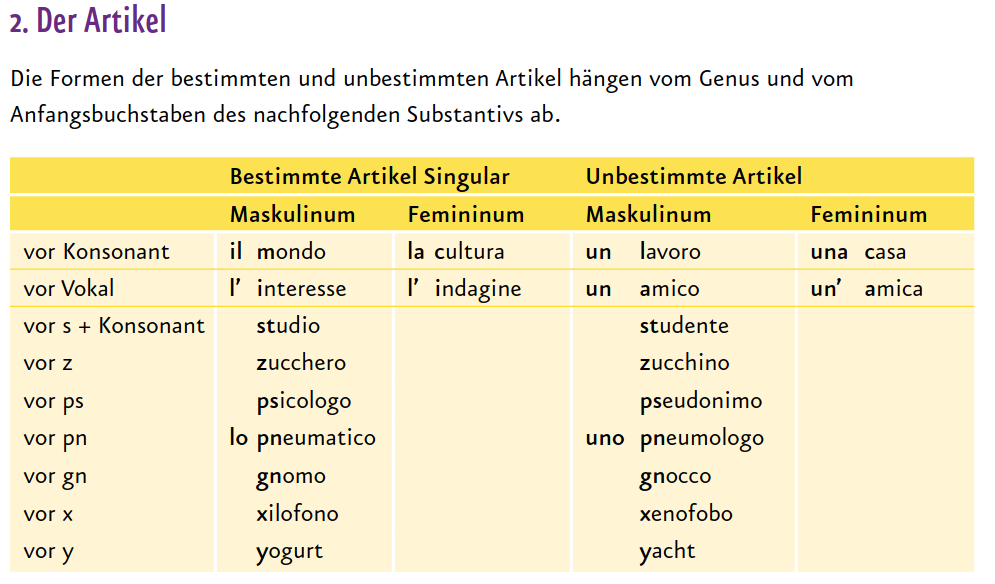 2. Der Artikel
Die Formen der bestimmten und unbestimmten Artikel hängen vom Genus und vom
Anfangsbuchstaben des nachfolgenden Substantivs ab.
Bestimmte Artikel Singular Unbestimmte Artikel
Maskulinum Femininum Maskulinum Femininum
vor Konsonant il mondo la cultura un lavoro una casa
vor Vokal l’ interesse l’ indagine un amico un’ amica
vor s + Konsonant studio studente
vor z zucchero zucchino
vor ps psicologo pseudonimo
vor pn lo pneumatico uno pneumologo
vor gn gnomo gnocco
vor x xilofono xenofobo
vor y yogurt yacht